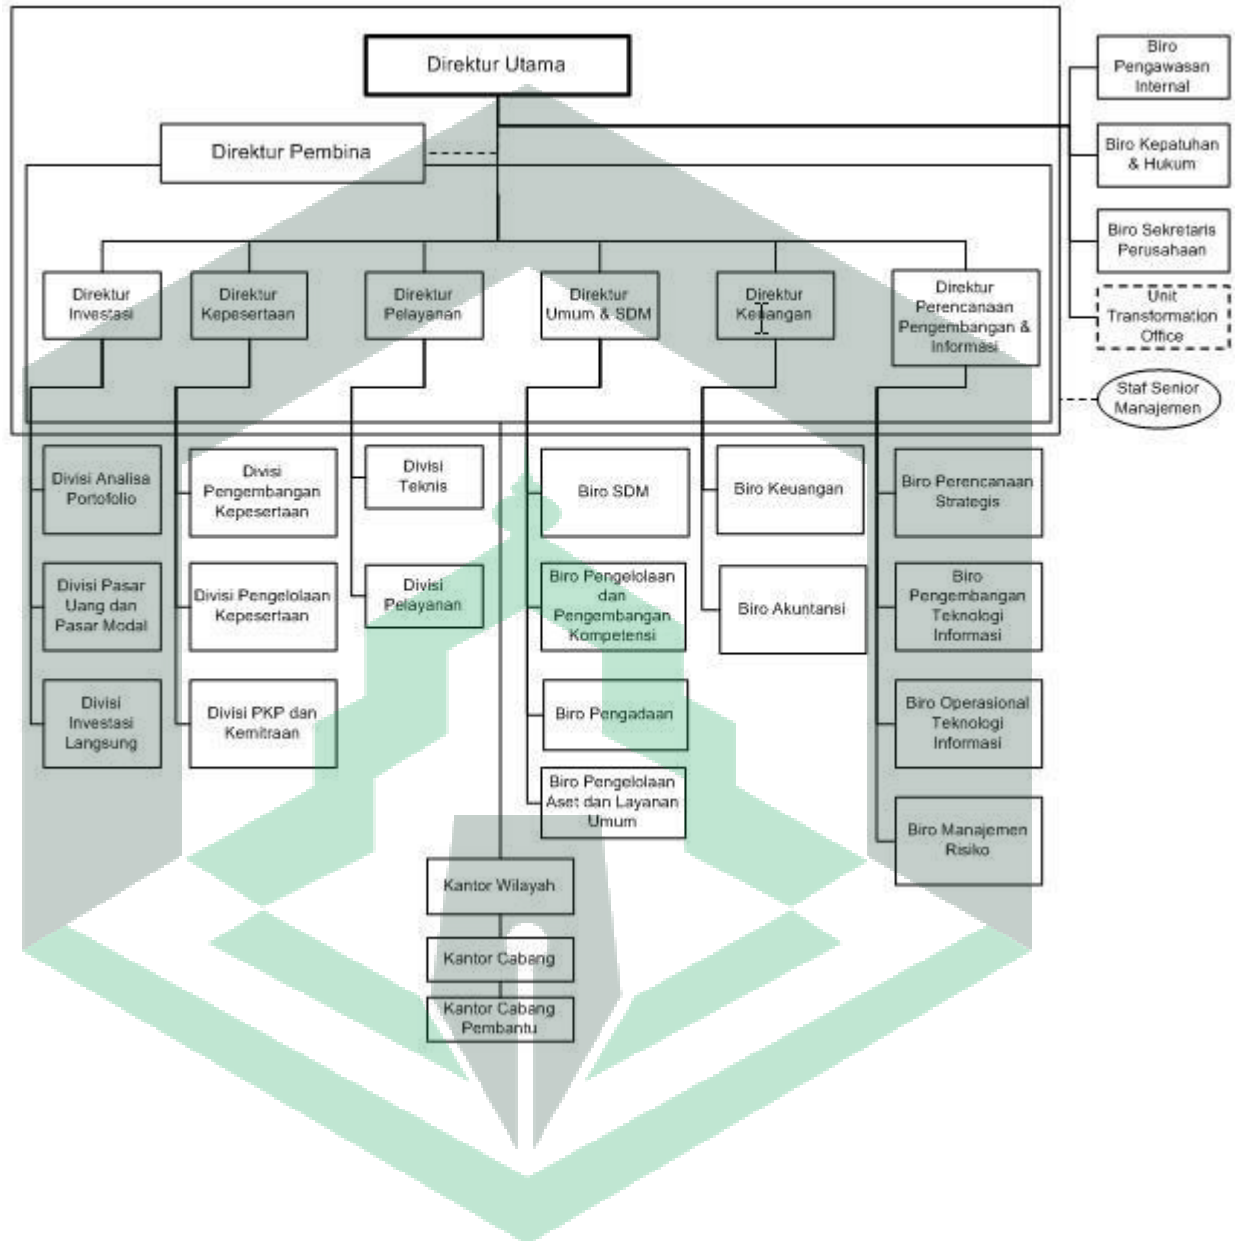 Direktur Utama
Direktur Pembina
Biro
Pengawasan
Internal
Biro Kepatuhan
& Hukum
Biro Sekretaris
Perusahaan
Unit
Transformation
Office
Staf Senior
Manajemen
Direktur
Investasi
Direktur
Kepesertaan
Direktur
Pelayanan
Direktur
Umum & SDM
Direktur
Keuangan
Direktur
Perencanaan
Pengembangan &
Informasi
Divisi Analisa
Portofolio
Divisi Pasar
Uang dan
Pasar Modal
Divisi
Investasi
Langsung
Divisi
Pengembangan
Kepesertaan
Divisi Pengelolaan
Kepesertaan
Divisi PKP dan
Kemitraan
Divisi
Teknis
Divisi
Pelayanan
Biro SDM
Biro Pengelolaan
dan
Pengembangan
Kompetensi
Biro Pengadaan
Biro Pengelolaan
Aset dan Layanan
Umum
Biro Keuangan
Biro Akuntansi
Biro Perencanaan
Strategis
Biro
Pengembangan
Teknologi
Informasi
Biro Operasional
Teknologi
Informasi
Biro Manajemen
Risiko
Kantor Wilayah
Kantor Cabang
Kantor Cabang
Pembantu